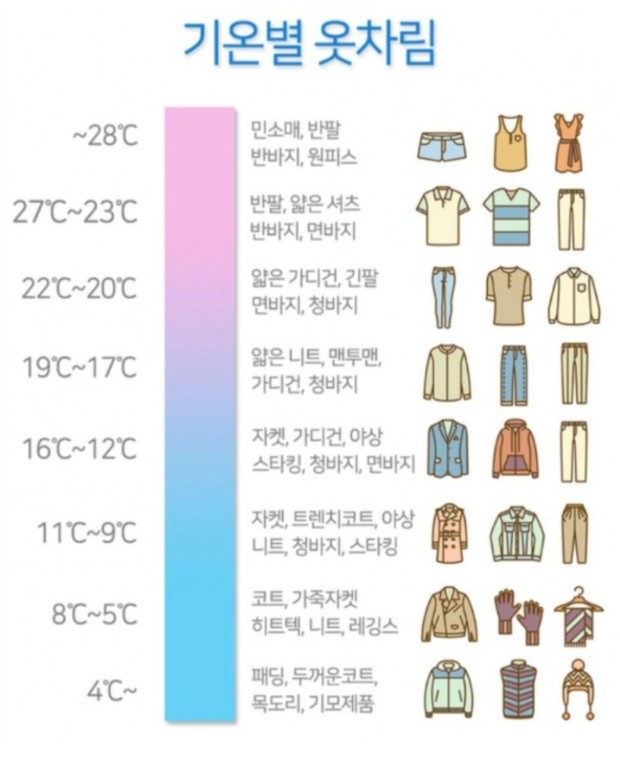 기온별 옷차림
~28℃
민소매, 반팔
반바지, 원피스
27℃~23℃
반팔, 얇은 셔츠
반바지, 면바지
22℃~20℃
얇은 가디건, 긴팔
면바지, 청바지
19℃~17℃
얇은 니트, 맨투맨,
가디건, 청바지
16℃~12℃
자켓, 가디건, 야상
스타킹, 청바지, 면바지
11℃~9℃
자켓, 트렌치코트, 야상
니트, 청바지, 스타킹
8℃~5℃
코트, 가죽자켓
히트텍, 니트, 레깅스
4℃~
패딩, 두꺼운코트,
목도리, 기모제품